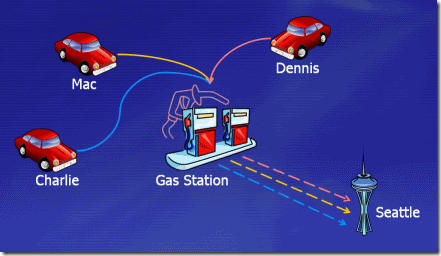 Dennis
Mac
Charlie
Gas Station
Seattle